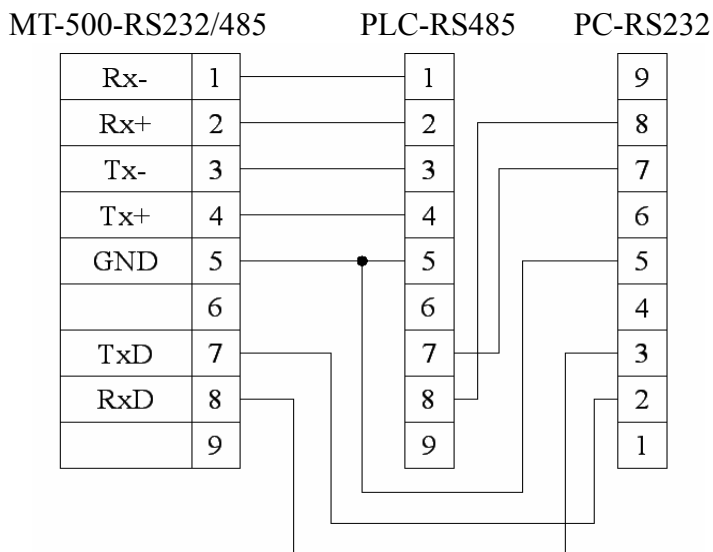 MT-500-RS232/485 PLC-RS485 PC-RS232
Rx- 1 1 9
Rx+ 2 2 8
Tx- 3 3 7
Tx+ 4 4 6
GND 5 5 5
6 6 4
TxD 7 7 3
RxD 8 8 2
9 9 1